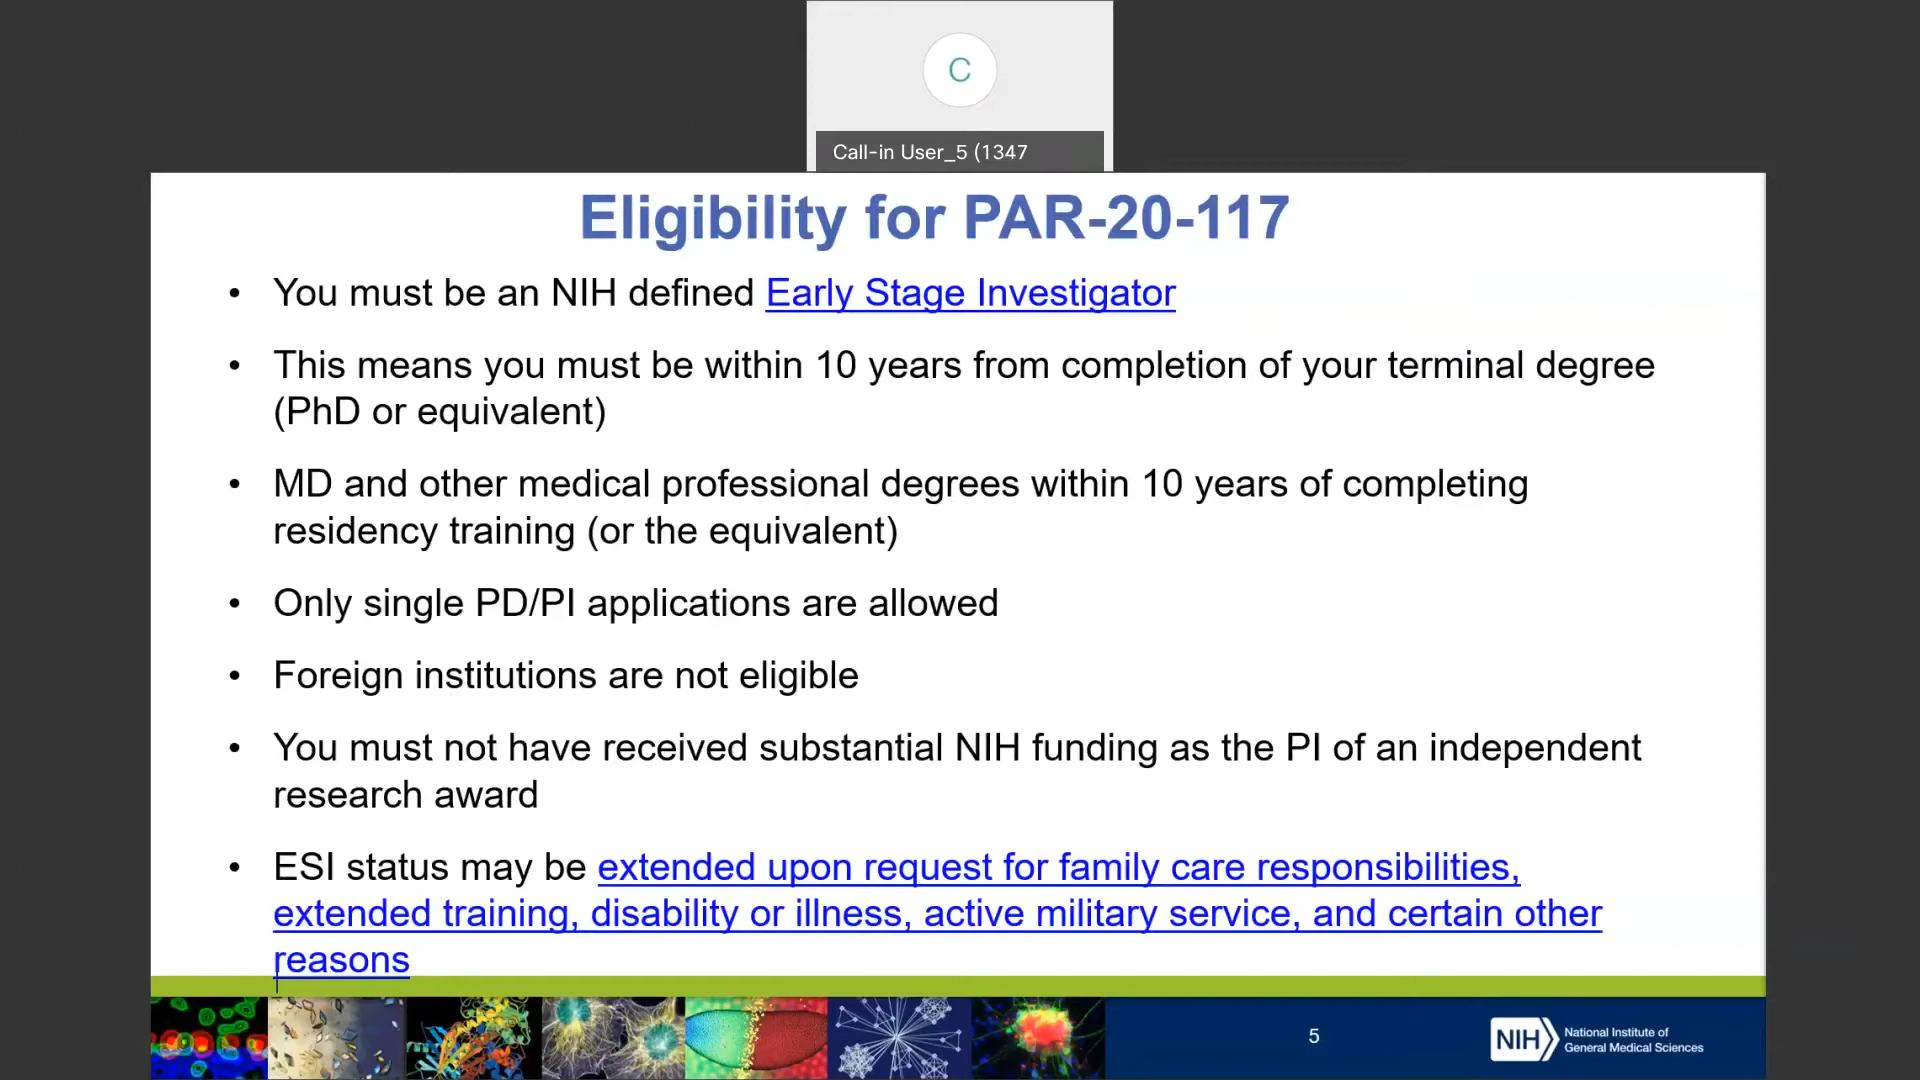 C
Call-in User_5 (1347
Eligibility for PAR-20-117
• You must be an NIH defined Early Stage Investigator
• This means you must be within 10 years from completion of your terminal degree
(PhD or equivalent)
• MD and other medical professional degrees within 10 years of completing
residency training (or the equivalent)
• Only single PD/PI applications are allowed
• Foreign institutions are not eligible
• You must not have received substantial NIH funding as the PI of an independent
research award
• ESI status may be extended upon request for family care responsibilities,
extended training, disability or illness, active military service, and certain other
reasons
5
NIH
National Institute of
General Medical Sciences